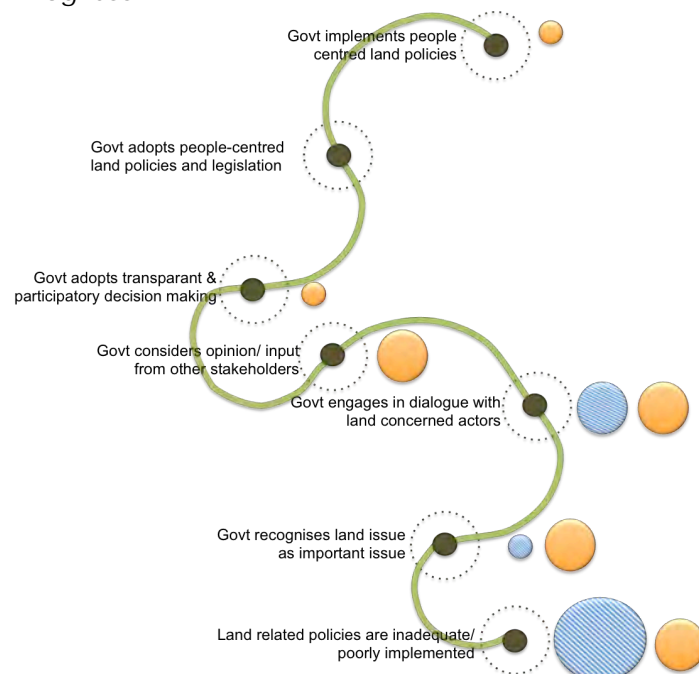 Govt implements people
centred land policies
Govt adopts people-centred
land policies and legislation
Govt adopts transparant &
participatory decision making
Govt considers opinion/ input
from other stakeholders
Govt engages in dialogue with
land concerned actors
Govt recognises land issue
as important issue
Land related policies are inadequate/
poorly implemented